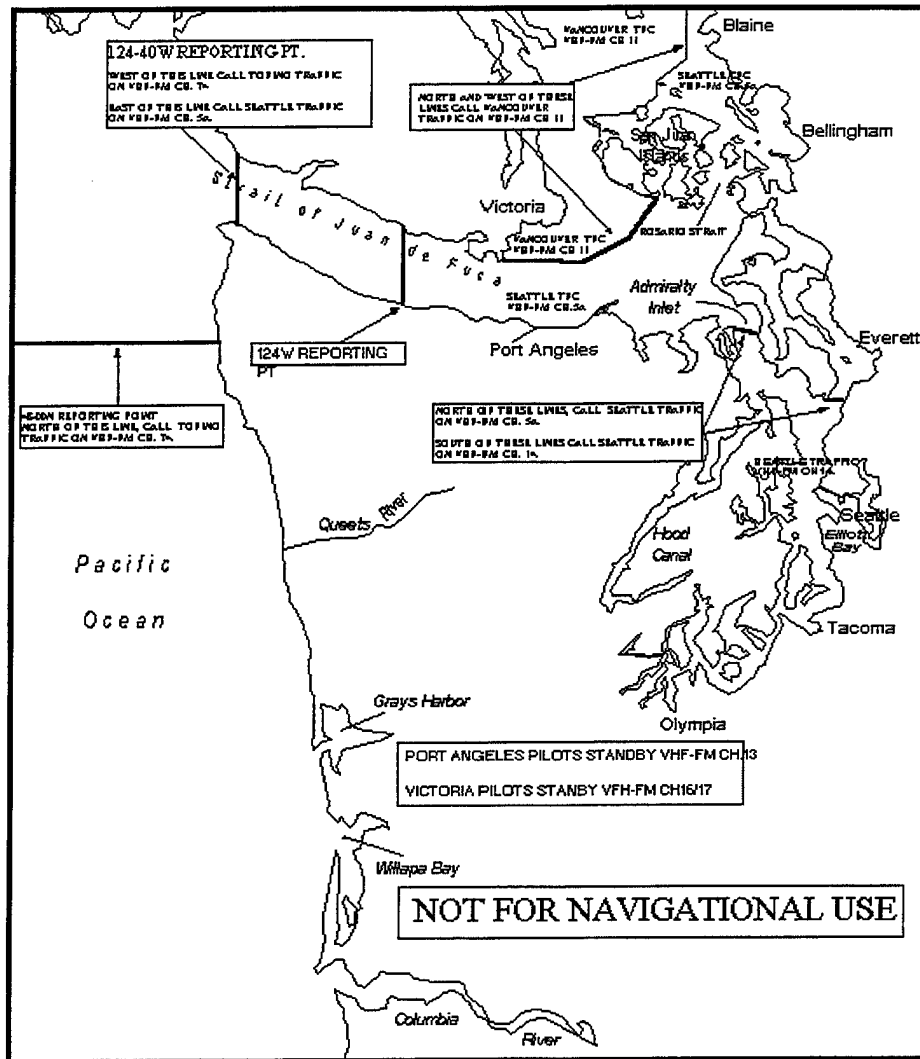 Blaine
VANCOUVER TFC
VHF-FM CH 11
124-40W REPORTING PT.
WEST OF THIS LINE CALL TOFINO TRAFFIC
ON VHF-FM CH.
EAST OF THIS LINE CALL SEATTLE TRAFFIC
ON VHF-FM CH.
SEATTLE TFC
VHF-FM CH
NORTH AND WEST OF THESE
LINES CALL VANCOUVER
TRAFFIC ON VHF-FM CH 11
San Juan
Islands
Bellingham
Strait of Juan de Fuca
Victoria
VANCOUVER TFC
VHF-FM CH 11
ROSARIO STRAIT
SEATTLE TFC
VHF-FM CH.
Admiralty
Inlet
Port Angeles
Everett
124W REPORTING
PT
REPORTING POINT
NORTH OF THIS LINE, CALL TOFINO
TRAFFIC ON VHF-FM CH.
NORTH OF THESE LINES, CALL SEATTLE TRAFFIC
ON VHF-FM CH.
SOUTH OF THESE LINES CALL SEATTLE TRAFFIC
ON VHF-FM CH.
SEATTLE TRAFFIC
VHF-FM CH 14
Queets River
Hood
Canal
Seattle
Elliott
Bay
Pacific
Ocean
Tacoma
Grays Harbor
Olympia
PORT ANGELES PILOTS STANDBY VHF-FM CH.13
VICTORIA PILOTS STANBY VFH-FM CH16/17
Willapa Bay
NOT FOR NAVIGATIONAL USE
Columbia
River